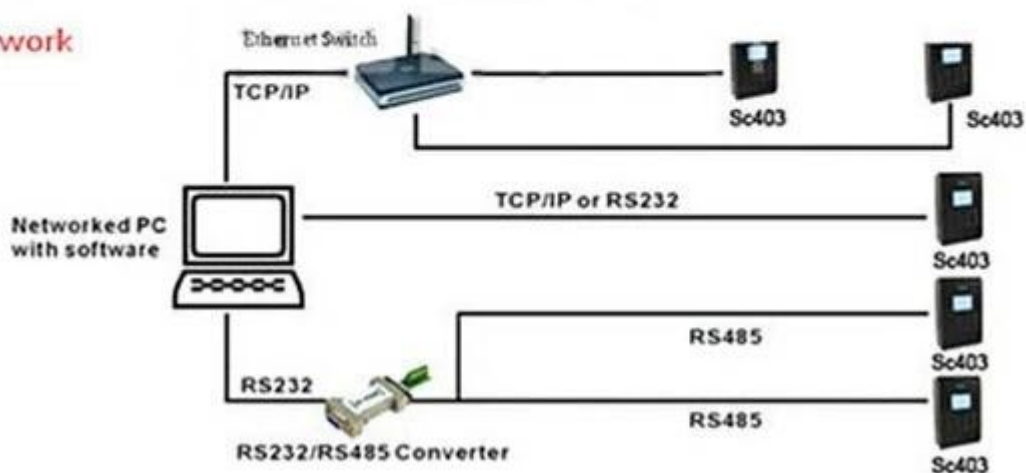 work
Ethernet Switch
TCP/IP
Sc403
Sc403
TCP/IP or RS232
Networked PC
with software
Sc403
RS485
Sc403
RS232
RS485
RS232/RS485 Converter
Sc403